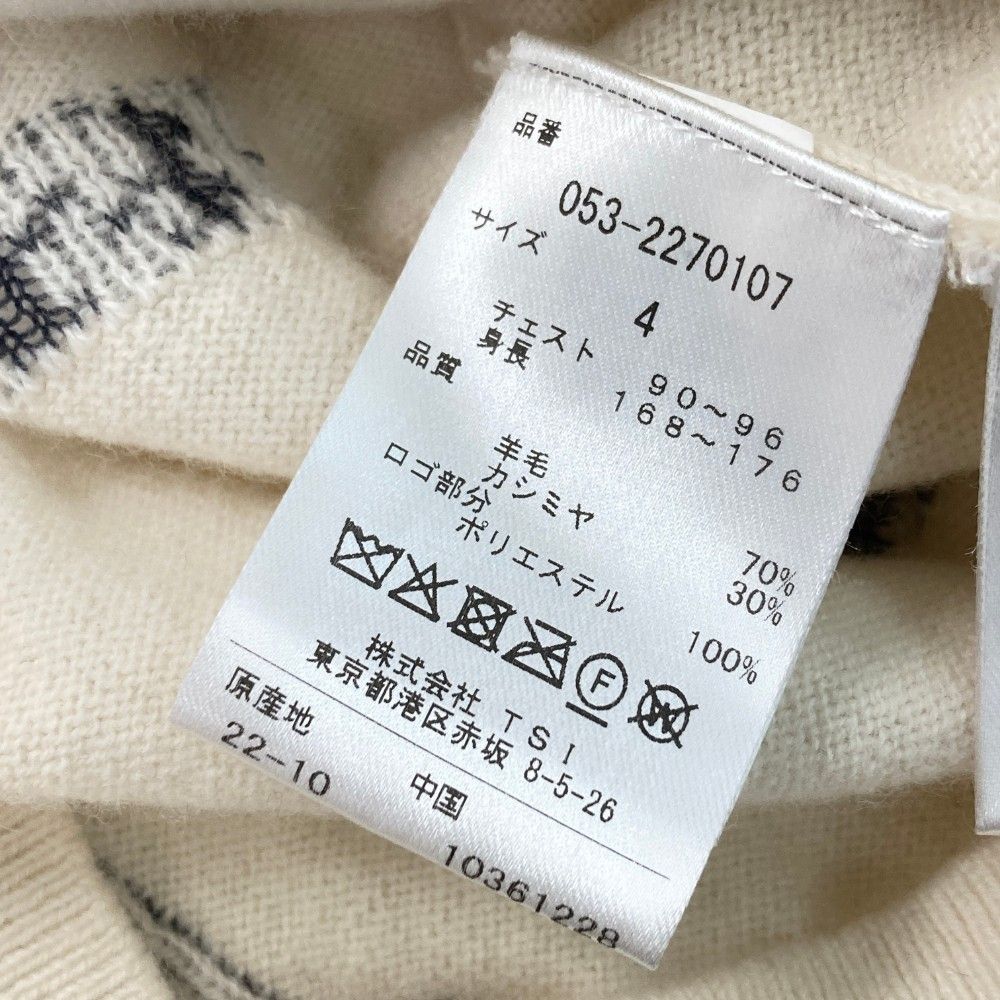 品番
053-2270107
サイズ
4
チェスト 90~96
身長 168~176
品質
羊毛 70%
カシミヤ 30%
ロゴ部分
ポリエステル 100%
F
W
株式会社 TSI
東京都港区赤坂 8-5-26
原産地 中国
22-10 10361228